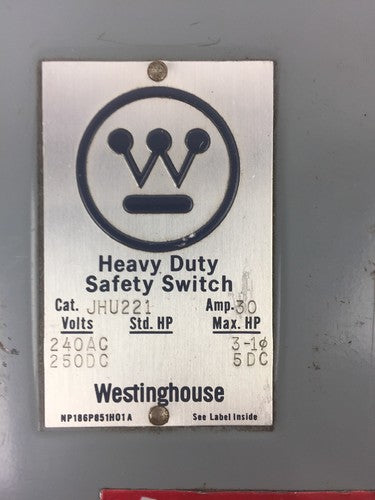 W
Heavy Duty
Safety Switch
Cat. JHU221 Amp. 30
Volts Std. HP Max. HP
240AC 3-1ø
250DC 5DC
Westinghouse
NP186P851H01A See Label Inside